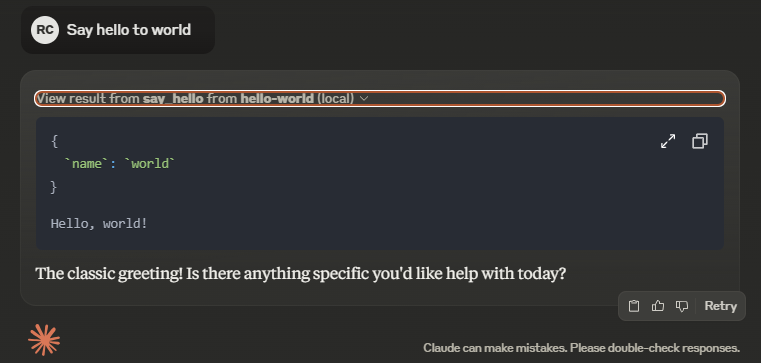 RC Say hello to world
View result from say_hello from hello-world (local)
{
`name`: `world`
}
Hello, world!
The classic greeting! Is there anything specific you'd like help with today?
Retry
Claude can make mistakes. Please double-check responses.